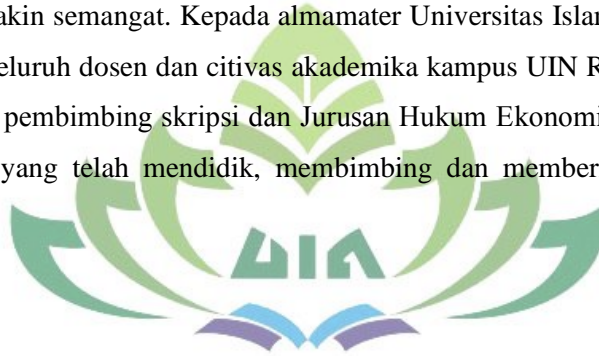 akin semangat. Kepada almamater Universitas Islam
eluruh dosen dan citivas akademika kampus UIN R
pembimbing skripsi dan Jurusan Hukum Ekonomi
yang telah mendidik, membimbing dan member
UIN